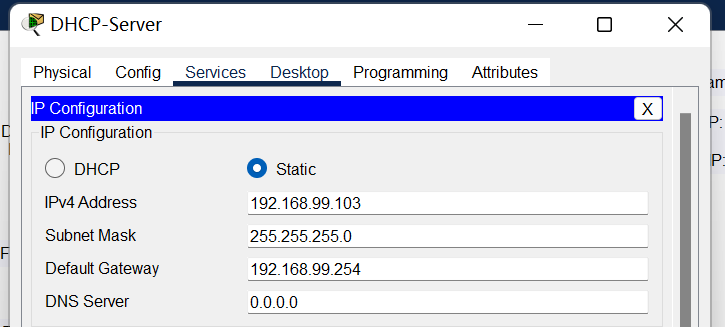 DHCP-Server
Physical Config Services Desktop Programming Attributes
IP Configuration
X
IP Configuration
DHCP
Static
IPv4 Address 192.168.99.103
Subnet Mask 255.255.255.0
Default Gateway 192.168.99.254
DNS Server 0.0.0.0